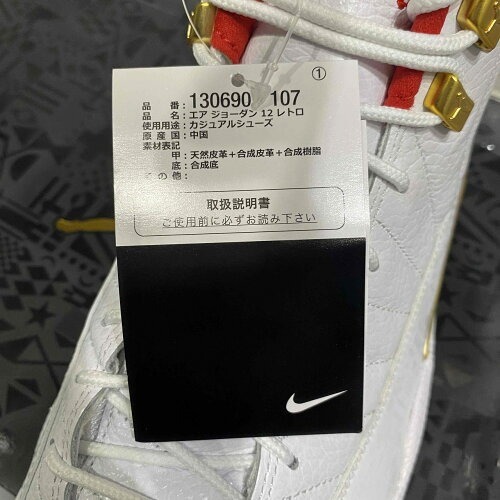 ①
品 番: 130690 107
品 名: エア ジョーダン 12 レトロ
使用用途: カジュアルシューズ
原 産 国: 中国
素材表記
甲: 天然皮革+合成皮革+合成樹脂
底: 合成底
その他:
取扱説明書
ご使用前に必ずお読み下さい